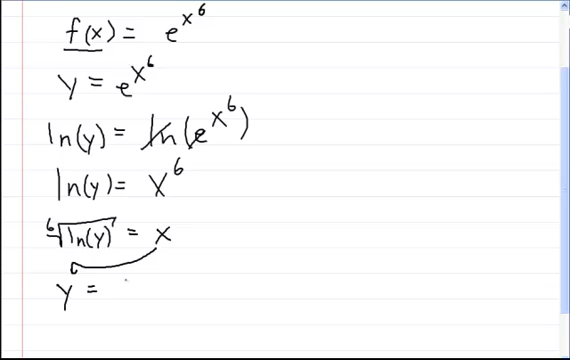 f(x) = e^{x^6}
y = e^{x^6}
ln(y) = ln(e^{x^6})
ln(y) = x^6
⁶√ln(y) = x
y =